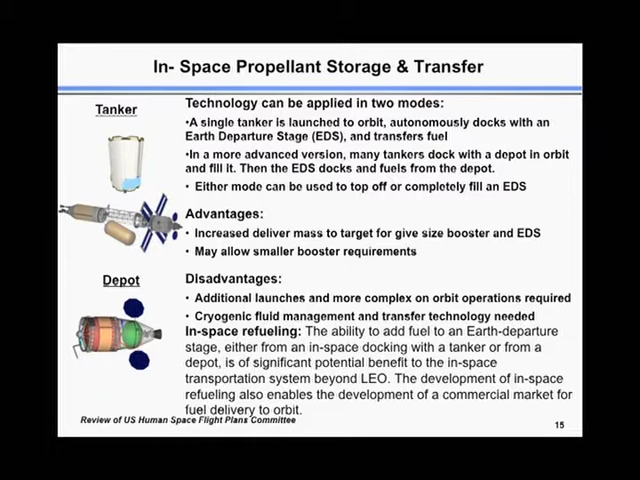 In- Space Propellant Storage & Transfer
Tanker
Technology can be applied in two modes:
•A single tanker is launched to orbit, autonomously docks with an
Earth Departure Stage (EDS), and transfers fuel
•In a more advanced version, many tankers dock with a depot in orbit
and fill it. Then the EDS docks and fuels from the depot.
• Either mode can be used to top off or completely fill an EDS
Advantages:
• Increased deliver mass to target for give size booster and EDS
• May allow smaller booster requirements
Depot
Disadvantages:
• Additional launches and more complex on orbit operations required
• Cryogenic fluid management and transfer technology needed
In-space refueling: The ability to add fuel to an Earth-departure
stage, either from an in-space docking with a tanker or from a
depot, is of significant potential benefit to the in-space
transportation system beyond LEO. The development of in-space
refueling also enables the development of a commercial market for
fuel delivery to orbit.
Review of US Human Space Flight Plans Committee
15